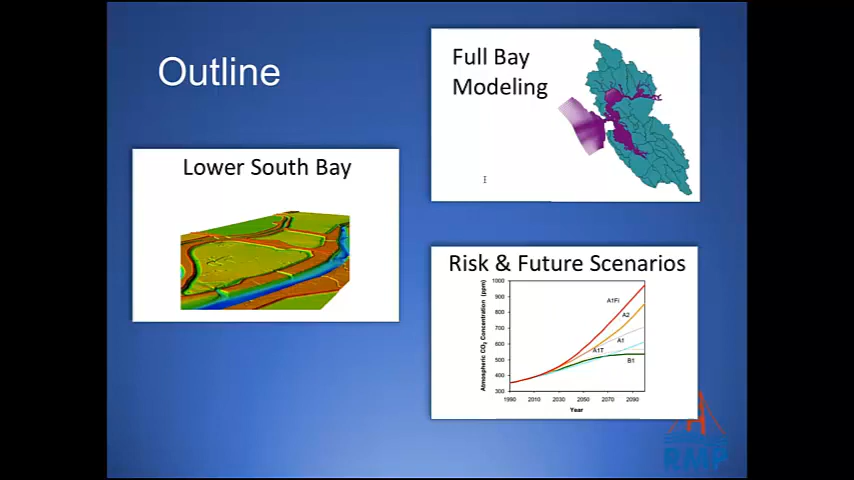 Outline
Full Bay
Modeling
Lower South Bay
Risk & Future Scenarios
Atmospheric CO2 Concentration (ppm)
1000
900
800
700
600
500
400
300
A1Fi
A2
A1
A1T
B1
1990
2010
2030
2050
2070
2090
Year
RMP